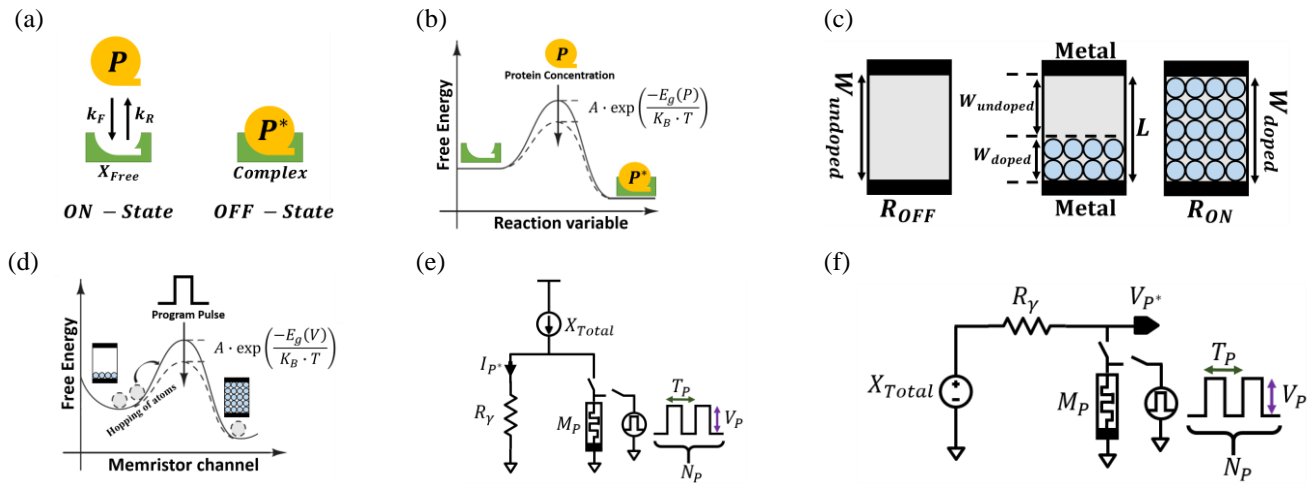 (a)
P
k_F
k_R
X_Free
P*
Complex
ON - State
OFF - State
(b)
P
Protein Concentration
A · exp(-E_g(P) / K_B · T)
P*
Free Energy
Reaction variable
(c)
Metal
W_undoped
W_undoped
W_doped
L
W_doped
R_OFF
Metal
R_ON
(d)
Program Pulse
A · exp(-E_g(V) / K_B · T)
Hopping of atoms
Free Energy
Memristor channel
(e)
X_Total
I_P*
R_γ
M_P
T_P
V_P
N_P
(f)
R_γ
V_P*
X_Total
M_P
T_P
V_P
N_P